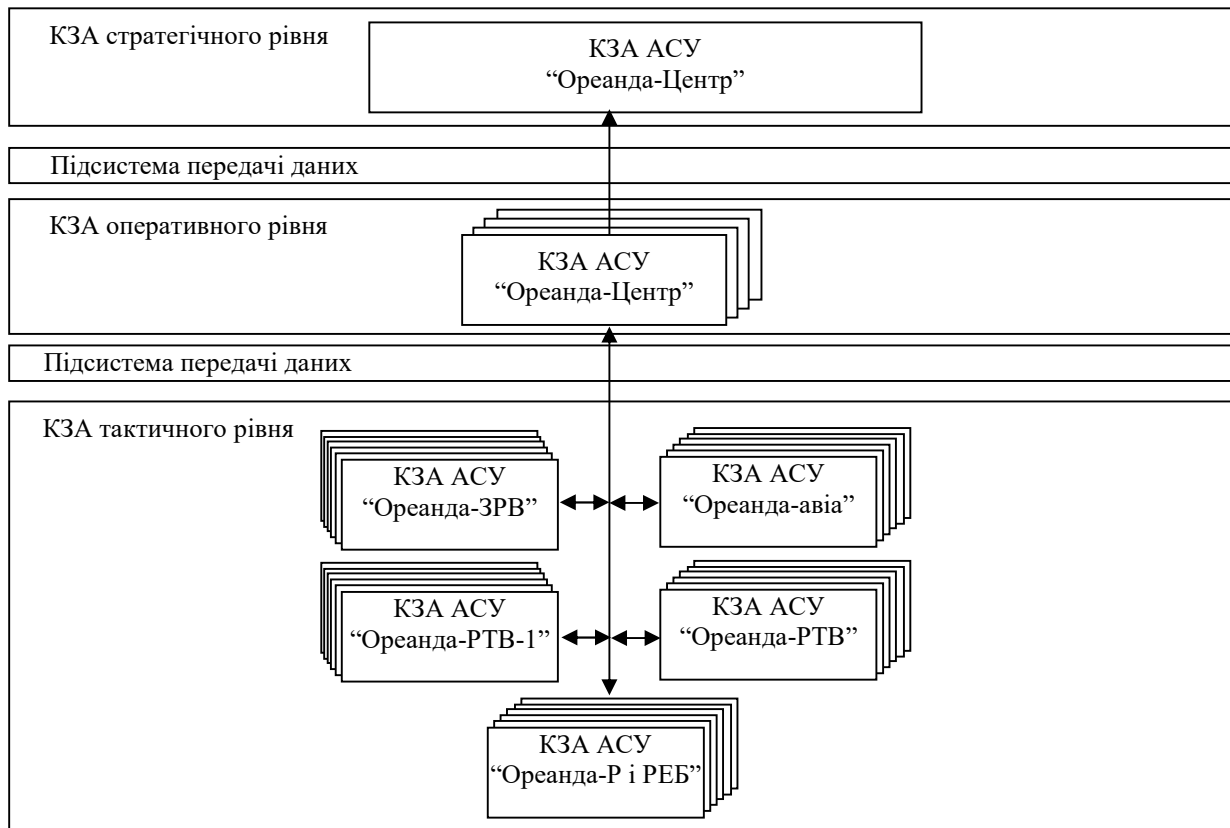 КЗА стратегічного рівня
КЗА АСУ
“Ореанда-Центр”
Підсистема передачі даних
КЗА оперативного рівня
КЗА АСУ
“Ореанда-Центр”
Підсистема передачі даних
КЗА тактичного рівня
КЗА АСУ
“Ореанда-ЗРВ”
КЗА АСУ
“Ореанда-авіа”
КЗА АСУ
“Ореанда-РТВ-1”
КЗА АСУ
“Ореанда-РТВ”
КЗА АСУ
“Ореанда-Р і РЕБ”